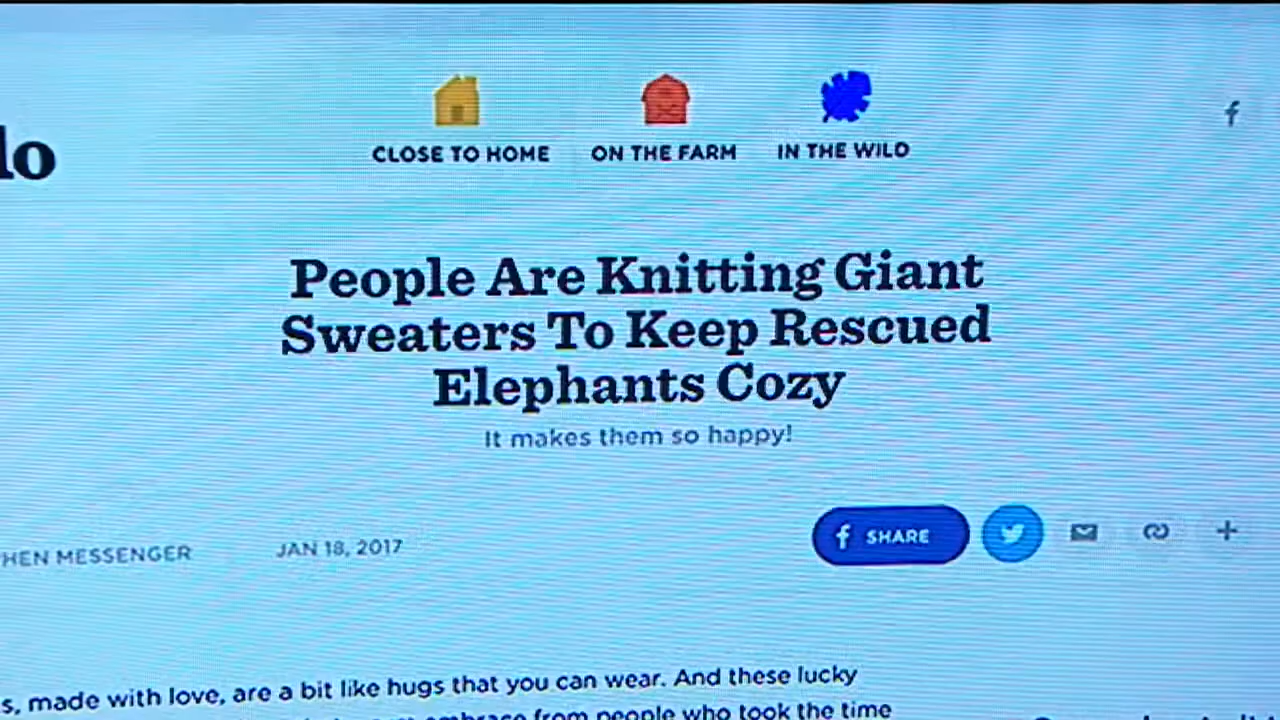 lo
CLOSE TO HOME ON THE FARM IN THE WILD
f
People Are Knitting Giant
Sweaters To Keep Rescued
Elephants Cozy
It makes them so happy!
HEN MESSENGER JAN 18, 2017 f SHARE
s, made with love, are a bit like hugs that you can wear. And these lucky
embrace from people who took the time